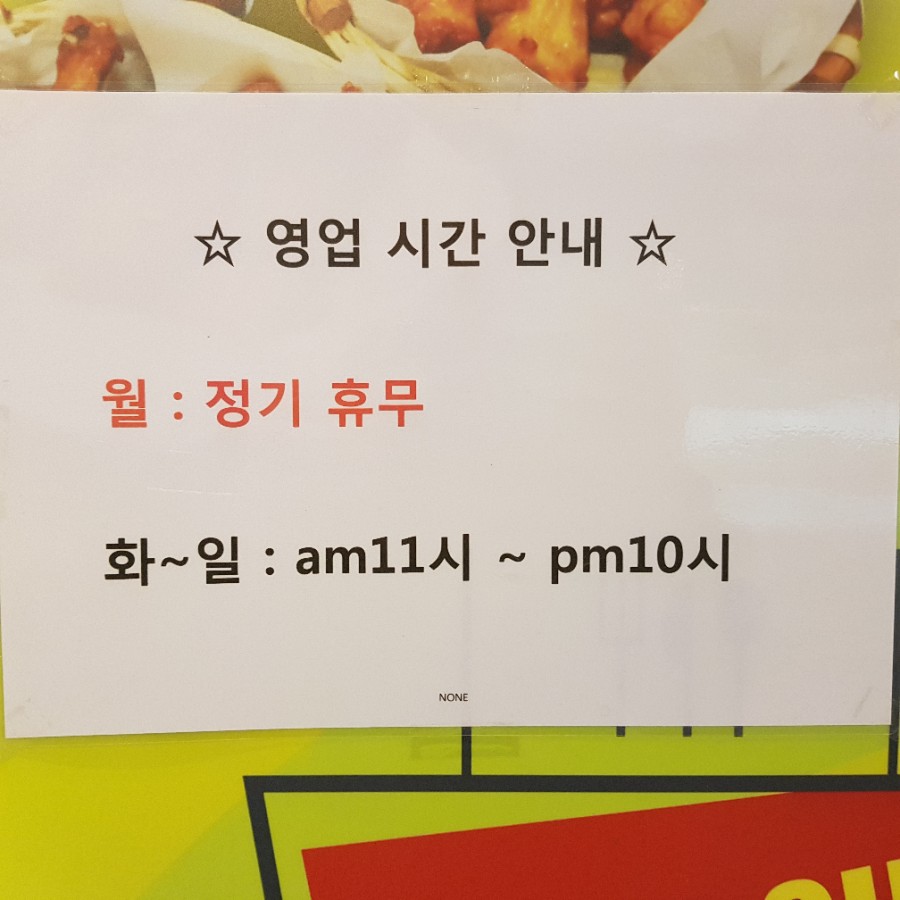 ☆ 영업 시간 안내 ☆
월 : 정기 휴무
화~일 : am11시 ~ pm10시
NONE